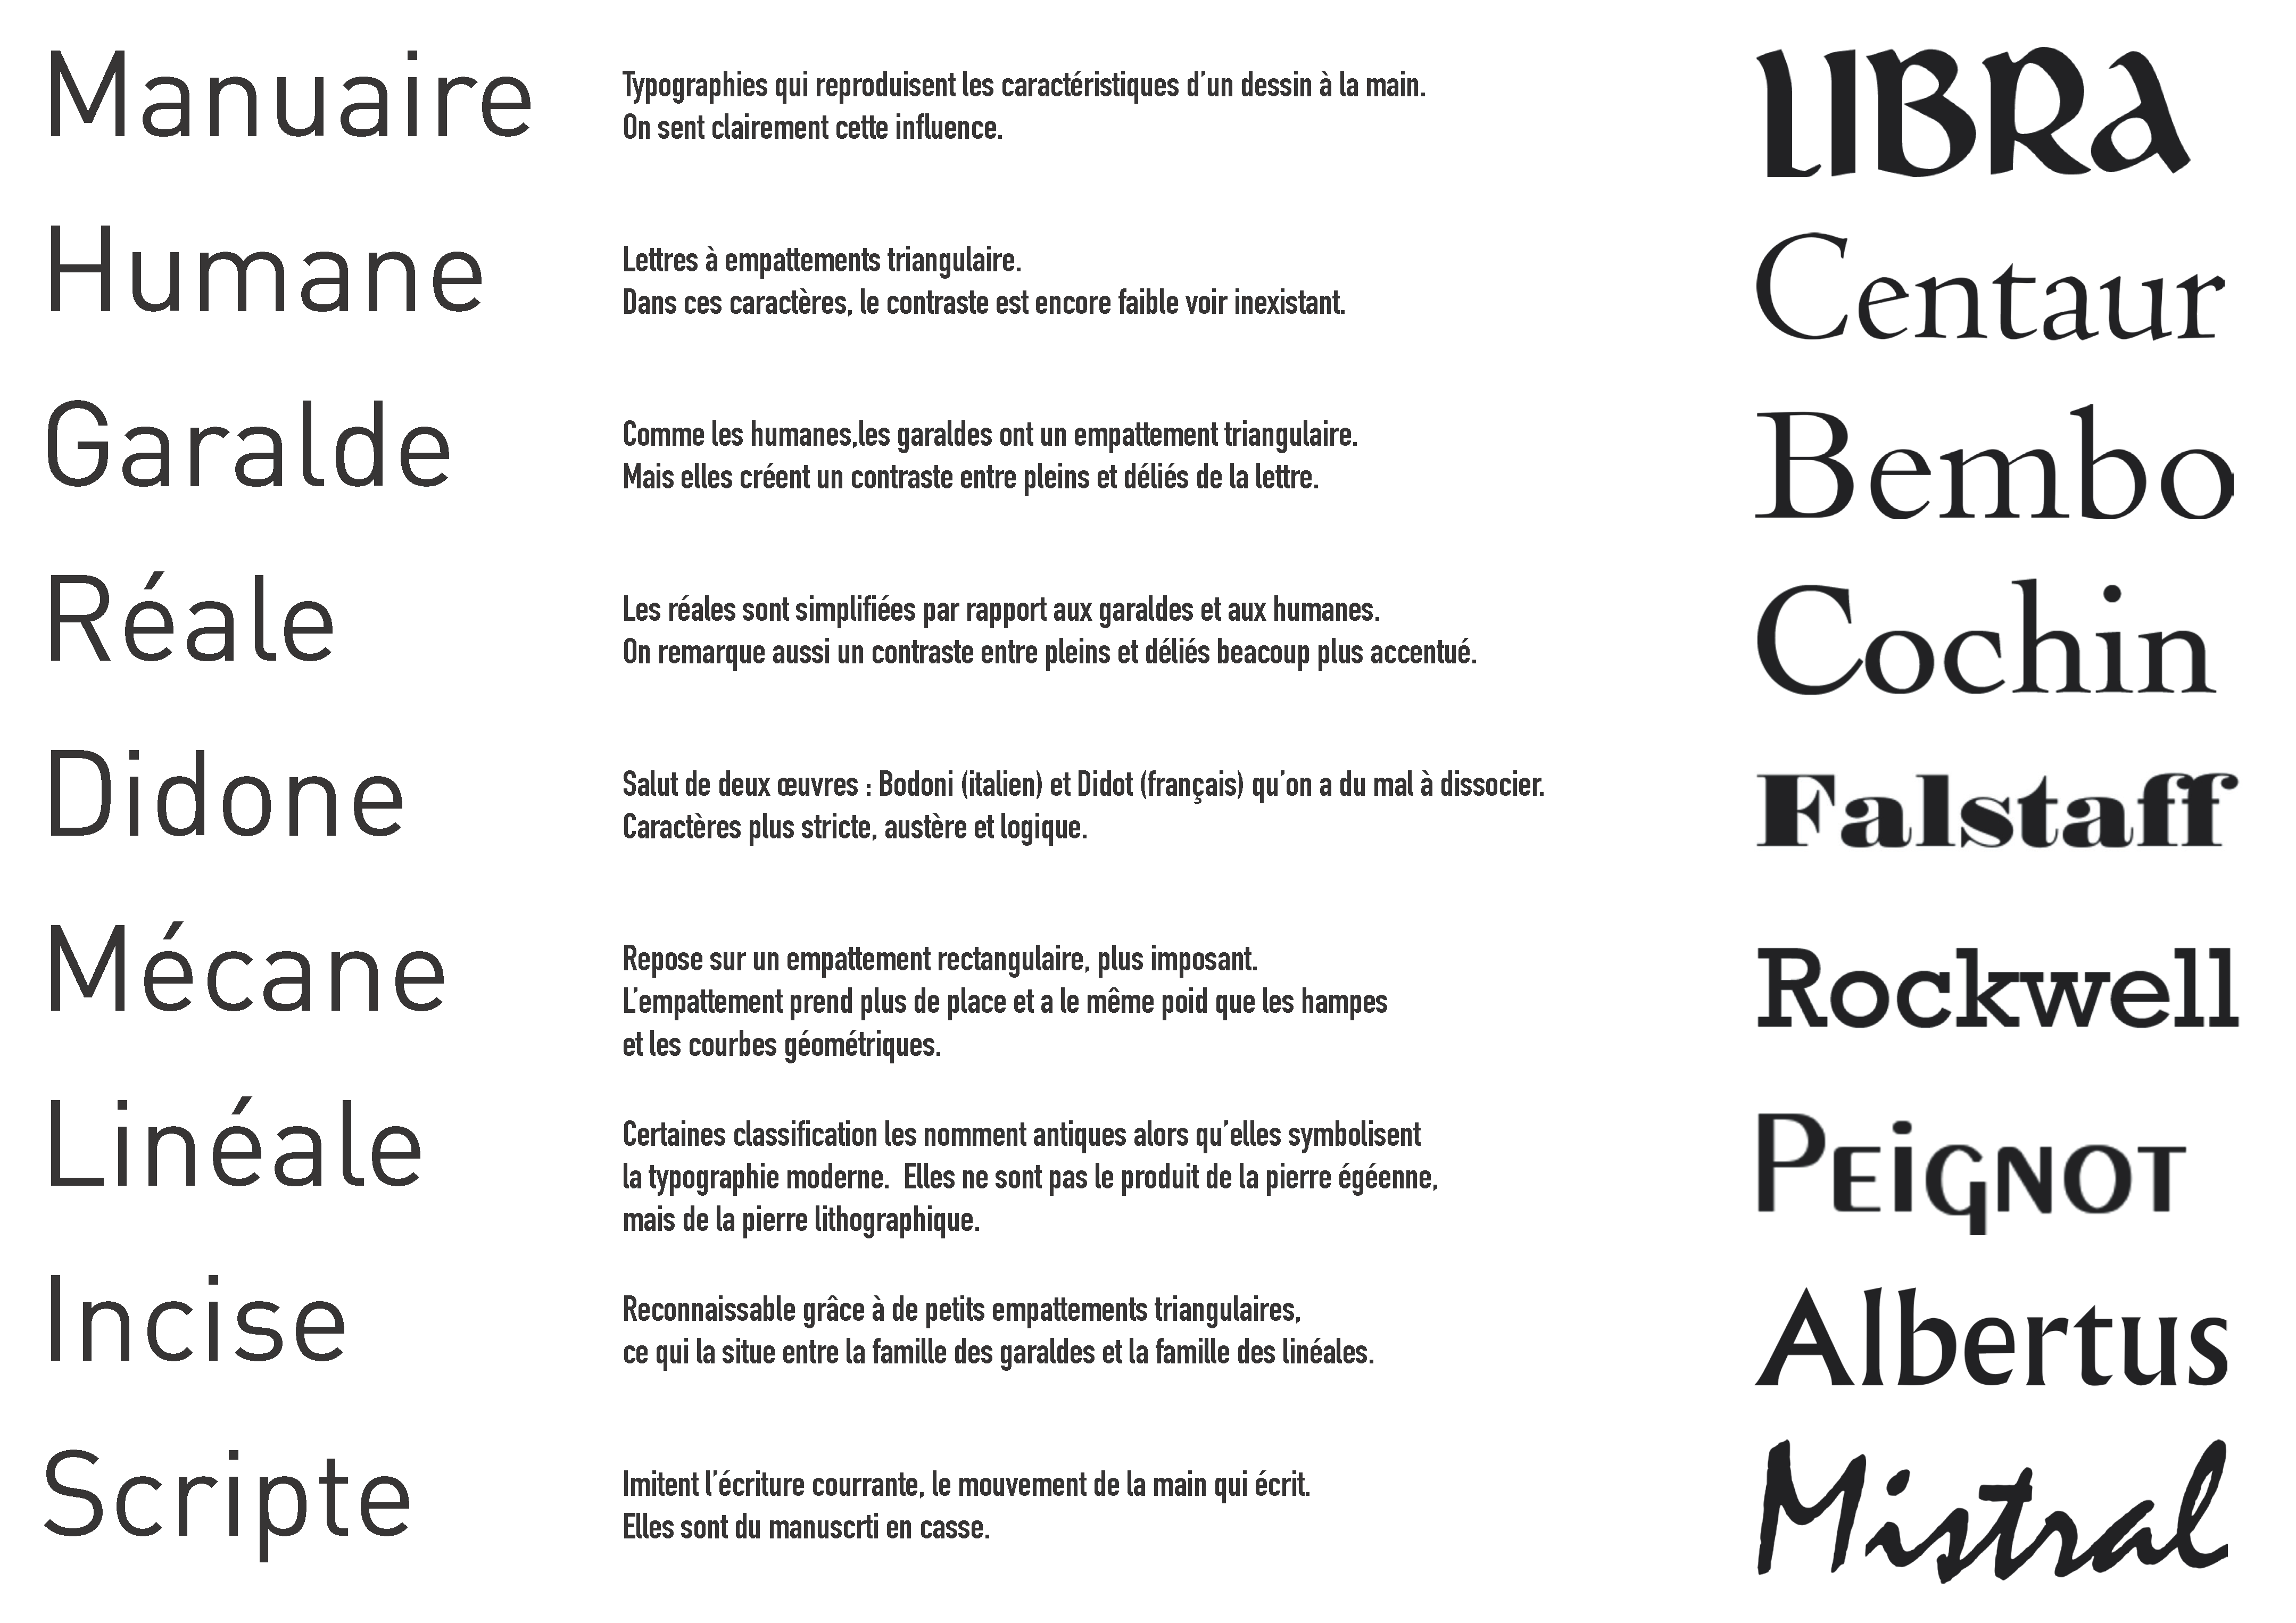 Manuaire
Typographies qui reproduisent les caractéristiques d’un dessin à la main.
On sent clairement cette influence.
LIBRA
Humane
Lettres à empattements triangulaire.
Dans ces caractères, le contraste est encore faible voir inexistant.
Centaur
Garalde
Comme les humanes,les garaldes ont un empattement triangulaire.
Mais elles créent un contraste entre pleins et déliés de la lettre.
Bembo
Réale
Les réales sont simplifiées par rapport aux garaldes et aux humanes.
On remarque aussi un contraste entre pleins et déliés beacoup plus accentué.
Cochin
Didone
Salut de deux œuvres : Bodoni (italien) et Didot (français) qu’on a du mal à dissocier.
Caractères plus stricte, austère et logique.
Falstaff
Mécane
Repose sur un empattement rectangulaire, plus imposant.
L’empattement prend plus de place et a le même poid que les hampes
et les courbes géométriques.
Rockwell
Linéale
Certaines classification les nomment antiques alors qu’elles symbolisent
la typographie moderne.  Elles ne sont pas le produit de la pierre égéenne,
mais de la pierre lithographique.
PEIGNOT
Incise
Reconnaissable grâce à de petits empattements triangulaires,
ce qui la situe entre la famille des garaldes et la famille des linéales.
Albertus
Scripte
Imitent l’écriture courrante, le mouvement de la main qui écrit.
Elles sont du manuscrti en casse.
Mistral